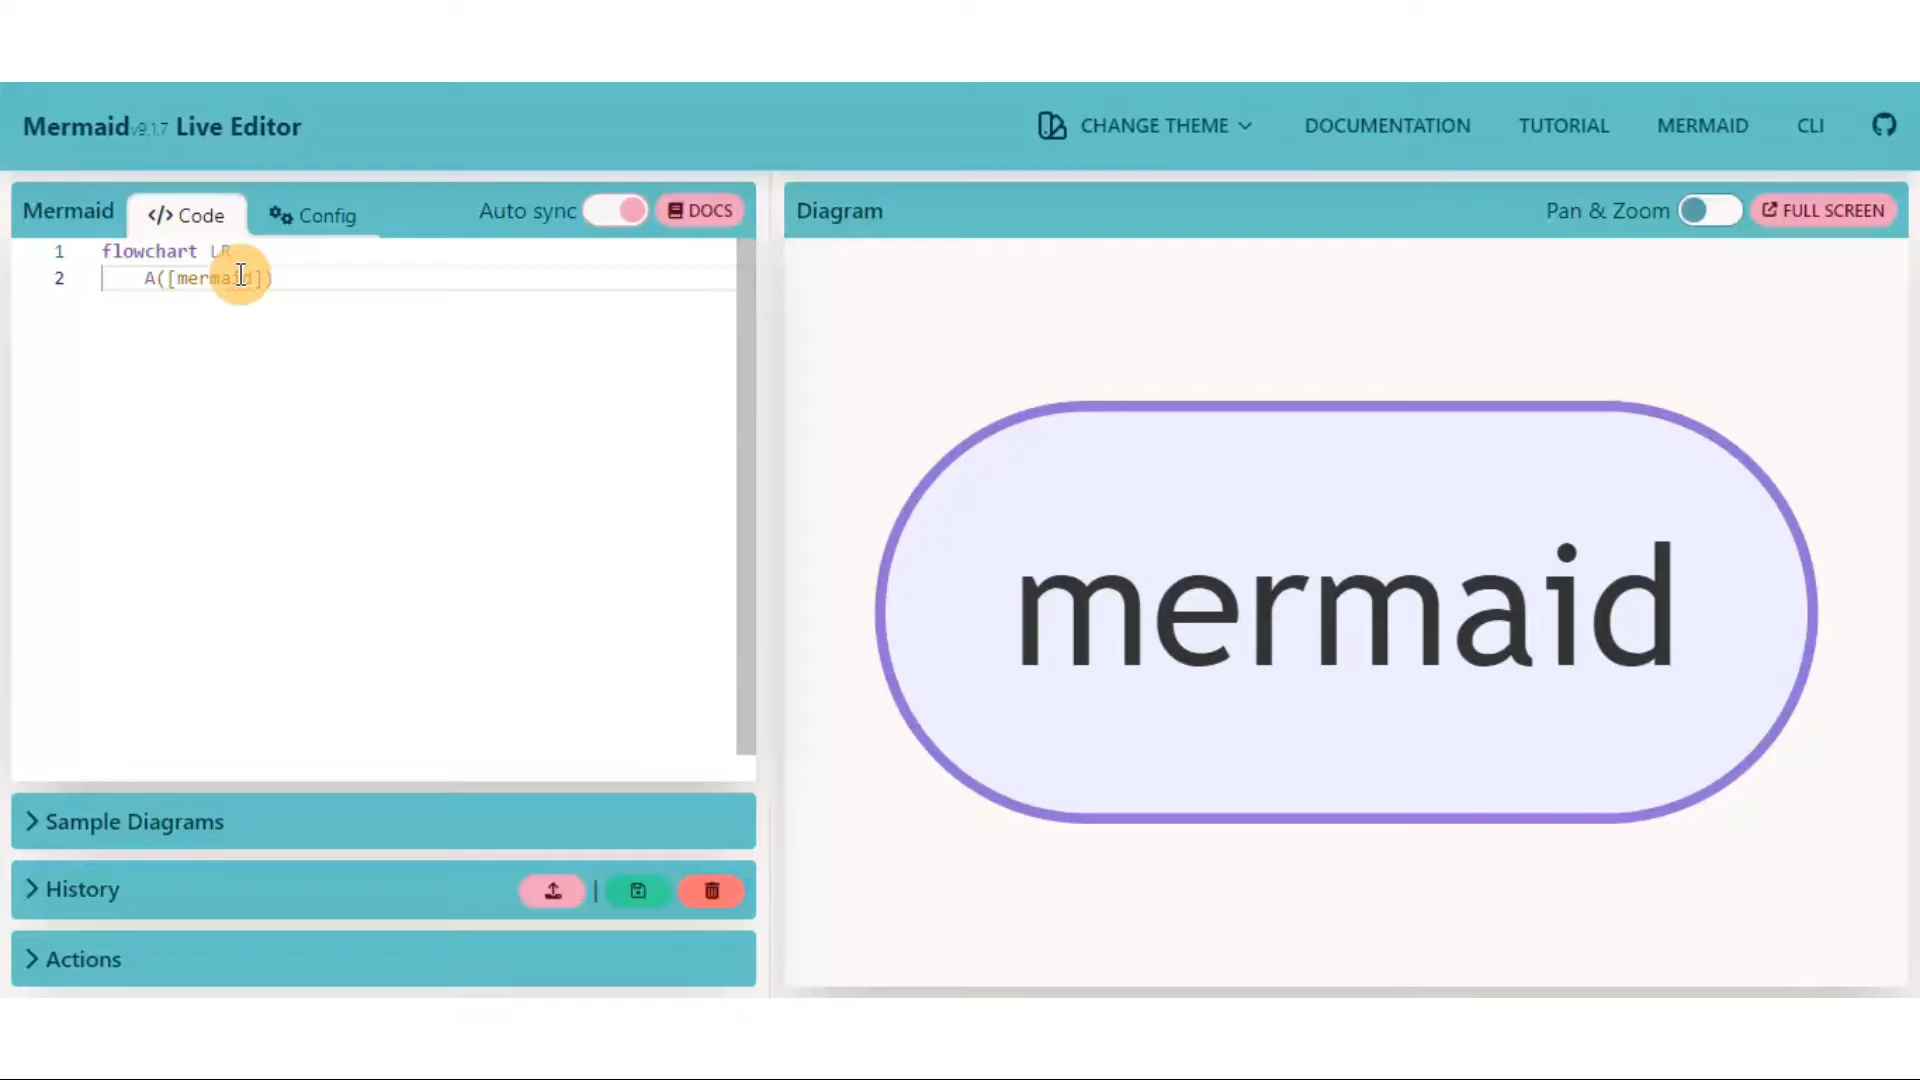 Mermaid v9.1.7 Live Editor
CHANGE THEME
DOCUMENTATION
TUTORIAL
MERMAID
CLI
Mermaid
</> Code
Config
Auto sync
DOCS
1 flowchart LR
2 A([mermaid])
Sample Diagrams
History
|
Actions
Diagram
Pan & Zoom
FULL SCREEN
mermaid